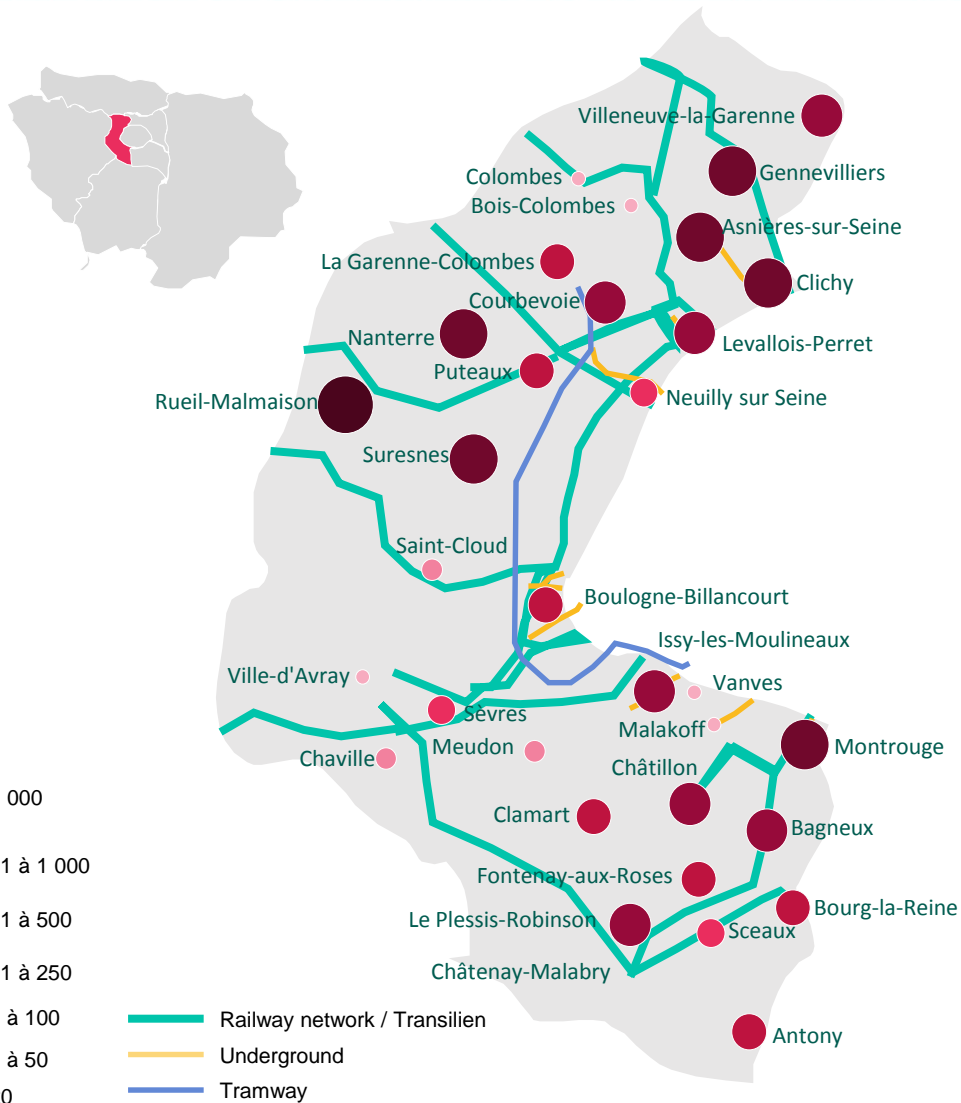 Villeneuve-la-Garenne
Gennevilliers
Colombes
Bois-Colombes
Asnières-sur-Seine
La Garenne-Colombes
Clichy
Courbevoie
Nanterre
Levallois-Perret
Puteaux
Rueil-Malmaison
Neuilly sur Seine
Suresnes
Saint-Cloud
Boulogne-Billancourt
Issy-les-Moulineaux
Ville-d'Avray
Vanves
Sèvres
Malakoff
Meudon
Montrouge
Chaville
Châtillon
000
Clamart
Bagneux
1 à 1 000
Fontenay-aux-Roses
Bourg-la-Reine
1 à 500
Le Plessis-Robinson
Sceaux
1 à 250
Châtenay-Malabry
à 100
Railway network / Transilien
Antony
à 50
Underground
0
Tramway